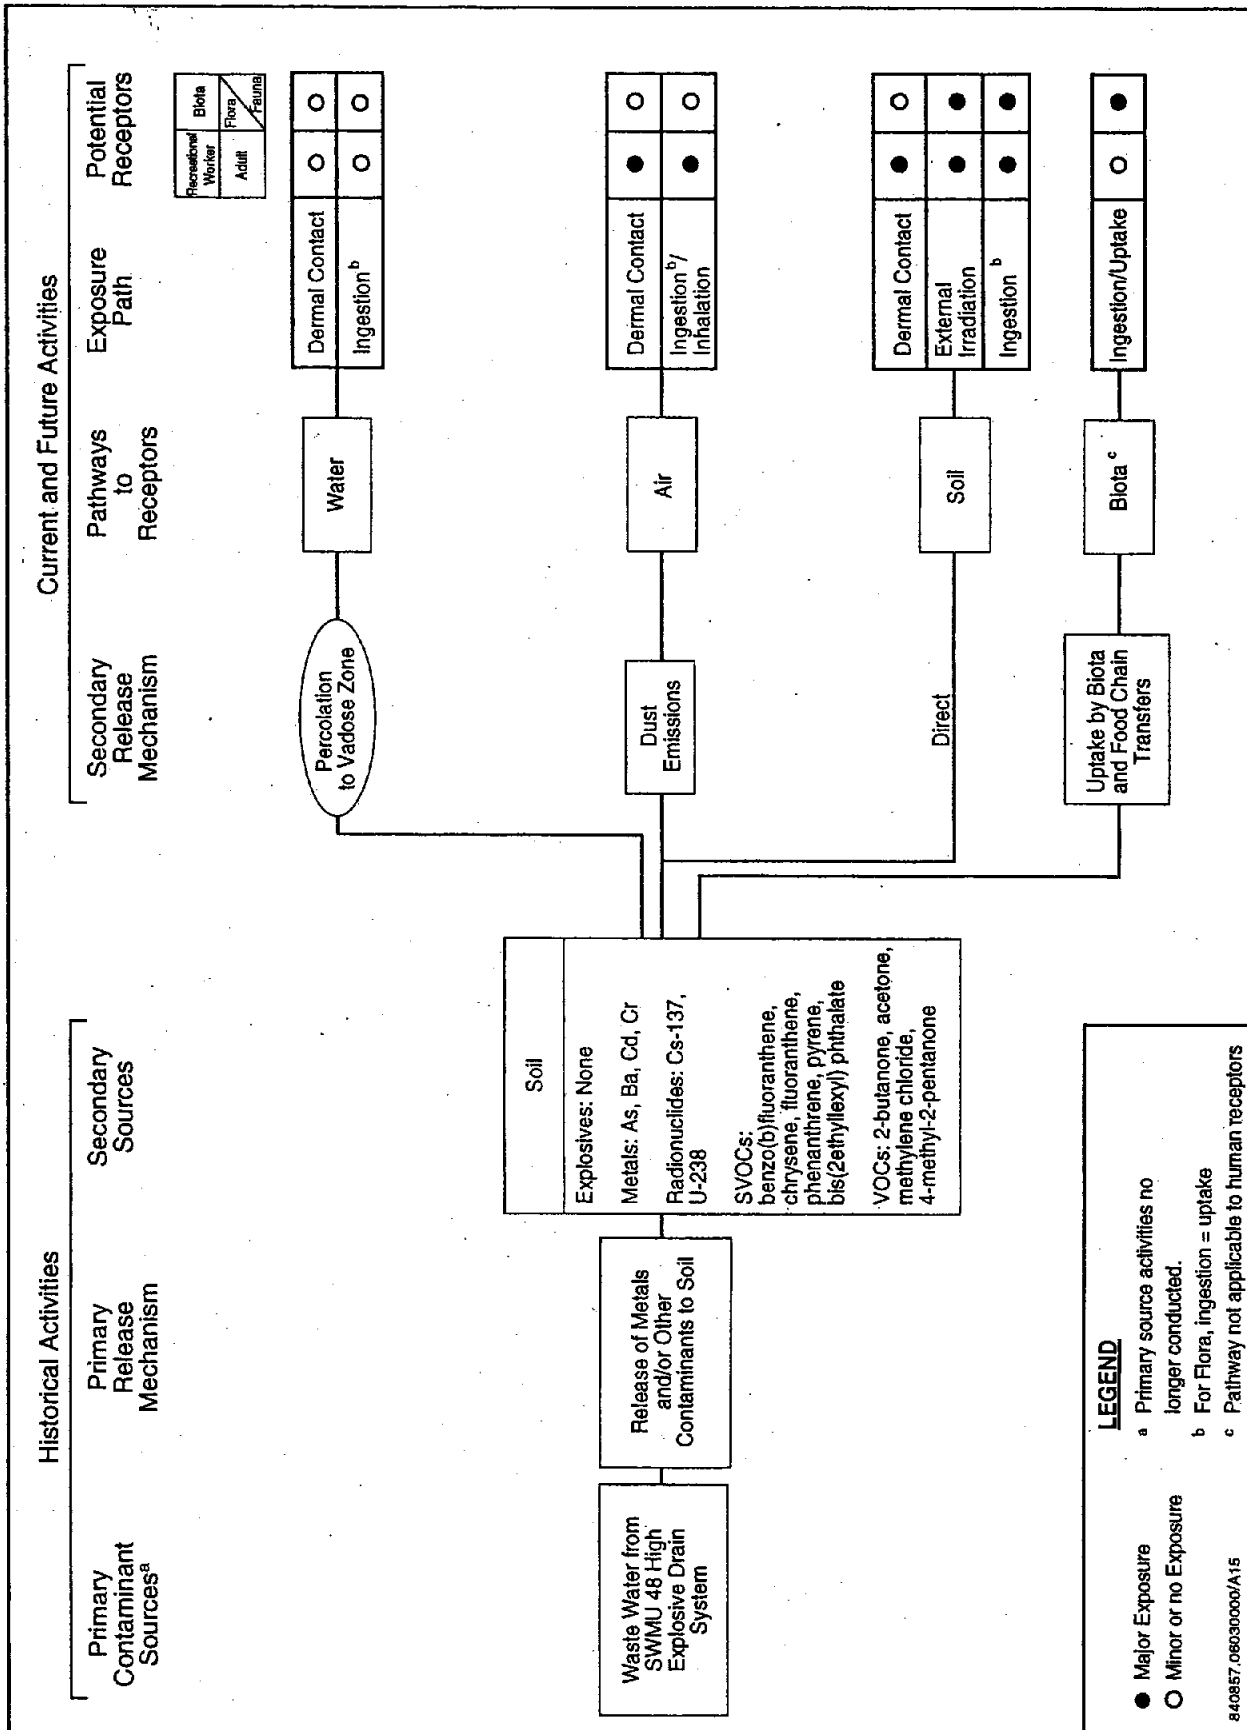 Historical Activities
Current and Future Activities
Primary
Contaminant
Sourcesᵃ
Primary
Release
Mechanism
Secondary
Sources
Secondary
Release
Mechanism
Pathways
to
Receptors
Exposure
Path
Potential
Receptors
Recreational
Worker
Biota
Adult
Flora
Fauna
Waste Water from
SWMU 48 High
Explosive Drain
System
Release of Metals
and/or Other
Contaminants to Soil
Soil
Explosives: None
Metals: As, Ba, Cd, Cr
Radionuclides: Cs-137,
U-238
SVOCs:
benzo(b)fluoranthene,
chrysene, fluoranthene,
phenanthrene, pyrene,
bis(2ethyllexyl) phthalate
VOCs: 2-butanone, acetone,
methylene chloride,
4-methyl-2-pentanone
Percolation
to Vadose Zone
Water
Dermal Contact
Ingestionᵇ
Dust
Emissions
Air
Dermal Contact
Ingestionᵇ/
Inhalation
Direct
Soil
Dermal Contact
External
Irradiation
Ingestionᵇ
Uptake by Biota
and Food Chain
Transfers
Biotaᶜ
Ingestion/Uptake
LEGEND
● Major Exposure
○ Minor or no Exposure
a Primary source activities no
longer conducted.
b For Flora, ingestion = uptake
c Pathway not applicable to human receptors
840857.06030000/A15